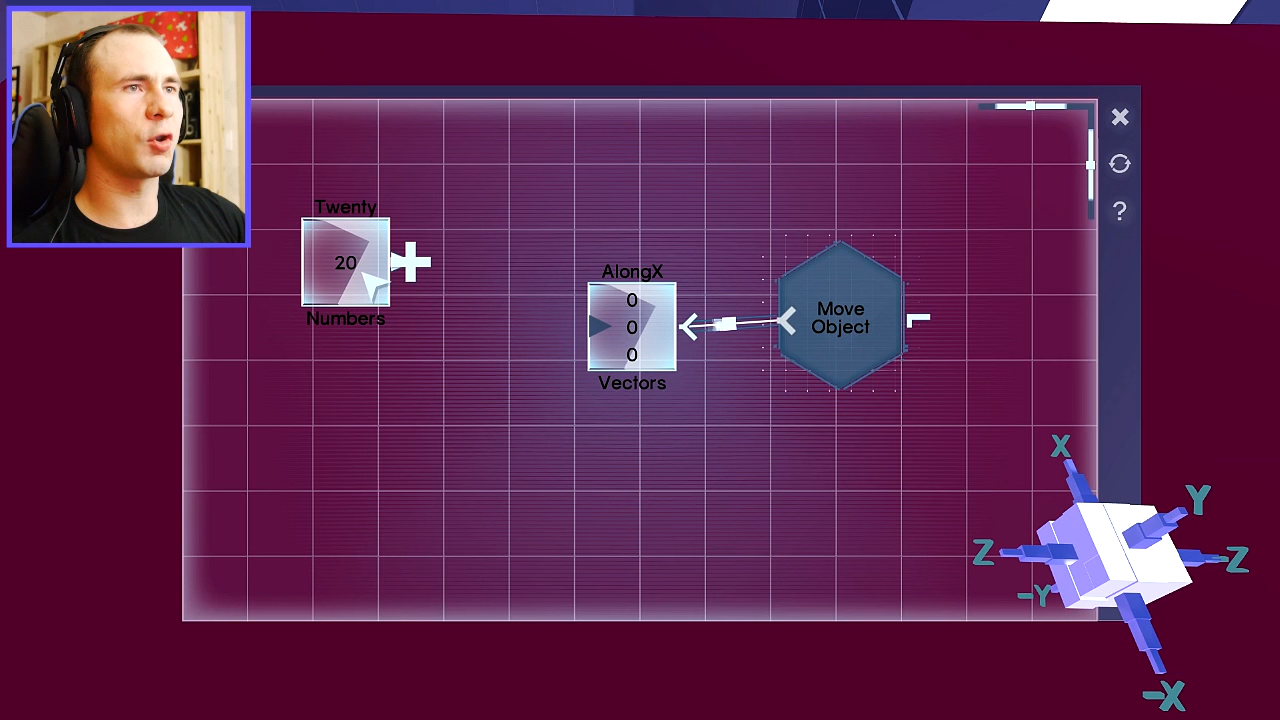 Twenty
20
Numbers
AlongX
0
0
0
Vectors
Move
Object
?
X
Y
Z
Z
-Y
-X